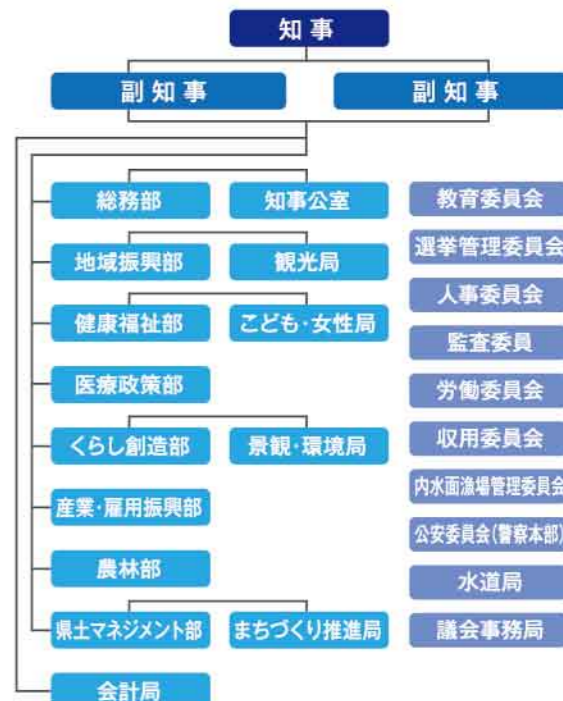 知事
副知事
副知事
総務部
知事公室
地域振興部
観光局
健康福祉部
こども・女性局
医療政策部
くらし創造部
景観・環境局
産業・雇用振興部
農林部
県土マネジメント部
まちづくり推進局
会計局
教育委員会
選挙管理委員会
人事委員会
監査委員
労働委員会
収用委員会
内水面漁場管理委員会
公安委員会(警察本部)
水道局
議会事務局